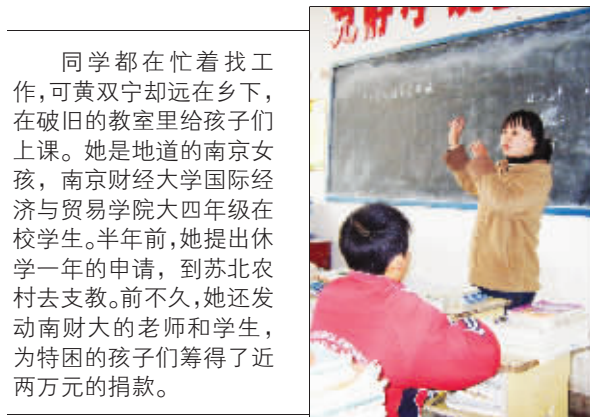 同学都在忙着找工
作,可黄双宁却远在乡下，
在破旧的教室里给孩子们
上课。她是地道的南京女
孩，南京财经大学国际经
济与贸易学院大四年级在
校学生。半年前,她提出休
学一年的申请，到苏北农
村去支教。前不久,她还发
动南财大的老师和学生，
为特困的孩子们筹得了近
两万元的捐款。